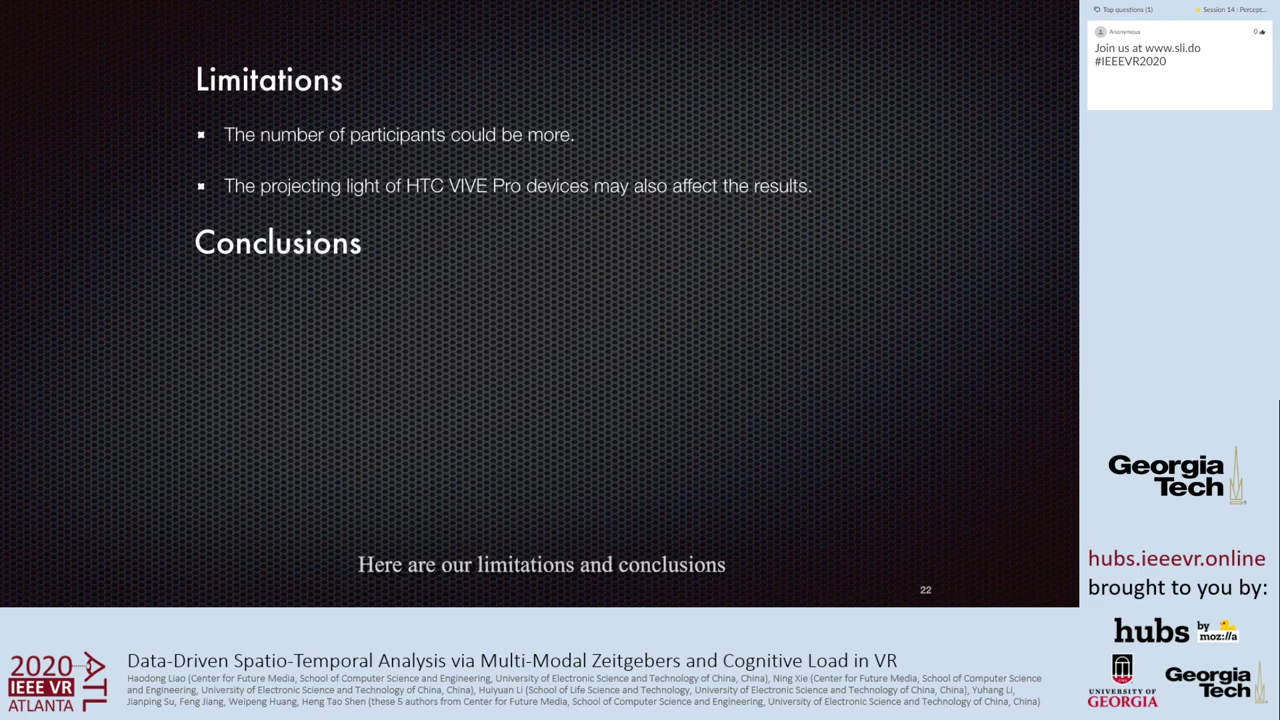 Limitations
The number of participants could be more.
The projecting light of HTC VIVE Pro devices may also affect the results.
Conclusions
Here are our limitations and conclusions
22
Top questions (1)
Session 14 : Percept...
Anonymous
0
Join us at www.sli.do
#IEEEVR2020
Georgia
Tech
hubs.ieeevr.online
brought to you by:
hubs by moz://a
UNIVERSITY OF
GEORGIA
Georgia
Tech
2020
IEEE VR
ATLANTA
ATL
Data-Driven Spatio-Temporal Analysis via Multi-Modal Zeitgebers and Cognitive Load in VR
Haodong Liao (Center for Future Media, School of Computer Science and Engineering, University of Electronic Science and Technology of China, China), Ning Xie (Center for Future Media, School of Computer Science
and Engineering, University of Electronic Science and Technology of China, China), Huiyuan Li (School of Life Science and Technology, University of Electronic Science and Technology of China, China), Yuhang Li,
Jianping Su, Feng Jiang, Weipeng Huang, Heng Tao Shen (these 5 authors from Center for Future Media, School of Computer Science and Engineering, University of Electronic Science and Technology of China, China)